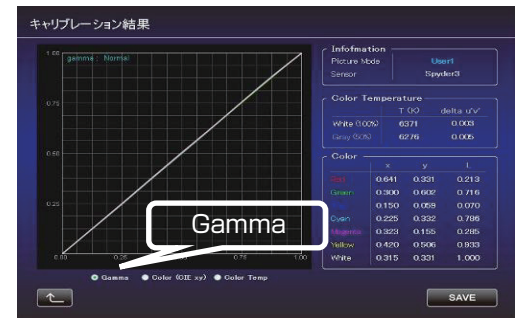 キャリブレーション結果
1.00
gamma : Normal
0.75
0.50
0.25
0.00 0.25 0.75 1.00
Gamma
Gamma Color (CIE xy) Color Temp
Infofmation
Picture Mode User1
Sensor Spyder3
Color Temperature
T (K) delta u'v'
White (100%) 6371 0.003
Gray (50%) 6276 0.005
Color
x y L
Red 0.641 0.331 0.213
Green 0.300 0.602 0.716
0.150 0.059 0.070
Cyan 0.225 0.332 0.786
Magenta 0.323 0.155 0.285
Yellow 0.420 0.506 0.933
White 0.315 0.331 1.000
SAVE